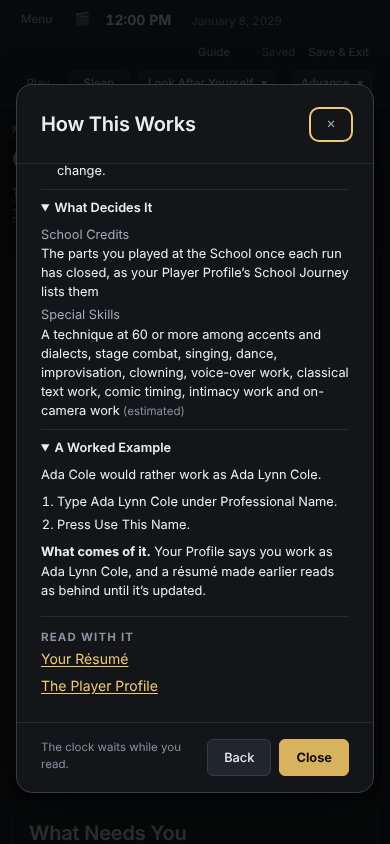 Menu
🎬
12:00 PM
January 8, 2029
Guide
Saved
Save & Exit
Play
Sleep
Look After Yourself
Advance
How This Works
×
change.
▼ What Decides It
School Credits
The parts you played at the School once each run
has closed, as your Player Profile’s School Journey
lists them
Special Skills
A technique at 60 or more among accents and
dialects, stage combat, singing, dance,
improvisation, clowning, voice-over work, classical
text work, comic timing, intimacy work and on-
camera work (estimated)
▼ A Worked Example
Ada Cole would rather work as Ada Lynn Cole.
1. Type Ada Lynn Cole under Professional Name.
2. Press Use This Name.
What comes of it. Your Profile says you work as
Ada Lynn Cole, and a résumé made earlier reads
as behind until it’s updated.
READ WITH IT
Your Résumé
The Player Profile
The clock waits while you
read.
Back
Close
What Needs You